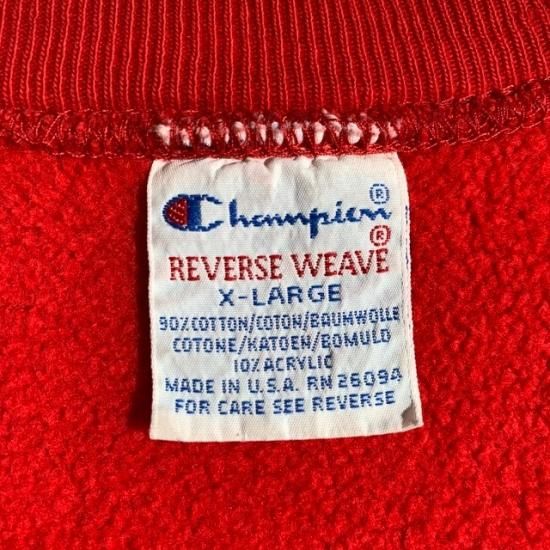 Champion®
REVERSE WEAVE®
X-LARGE
90%COTTON/COTON/BAUMWOLLE
COTONE/KATOEN/BOMULD
10% ACRYLIC
MADE IN U.S.A. RN 26094
FOR CARE SEE REVERSE